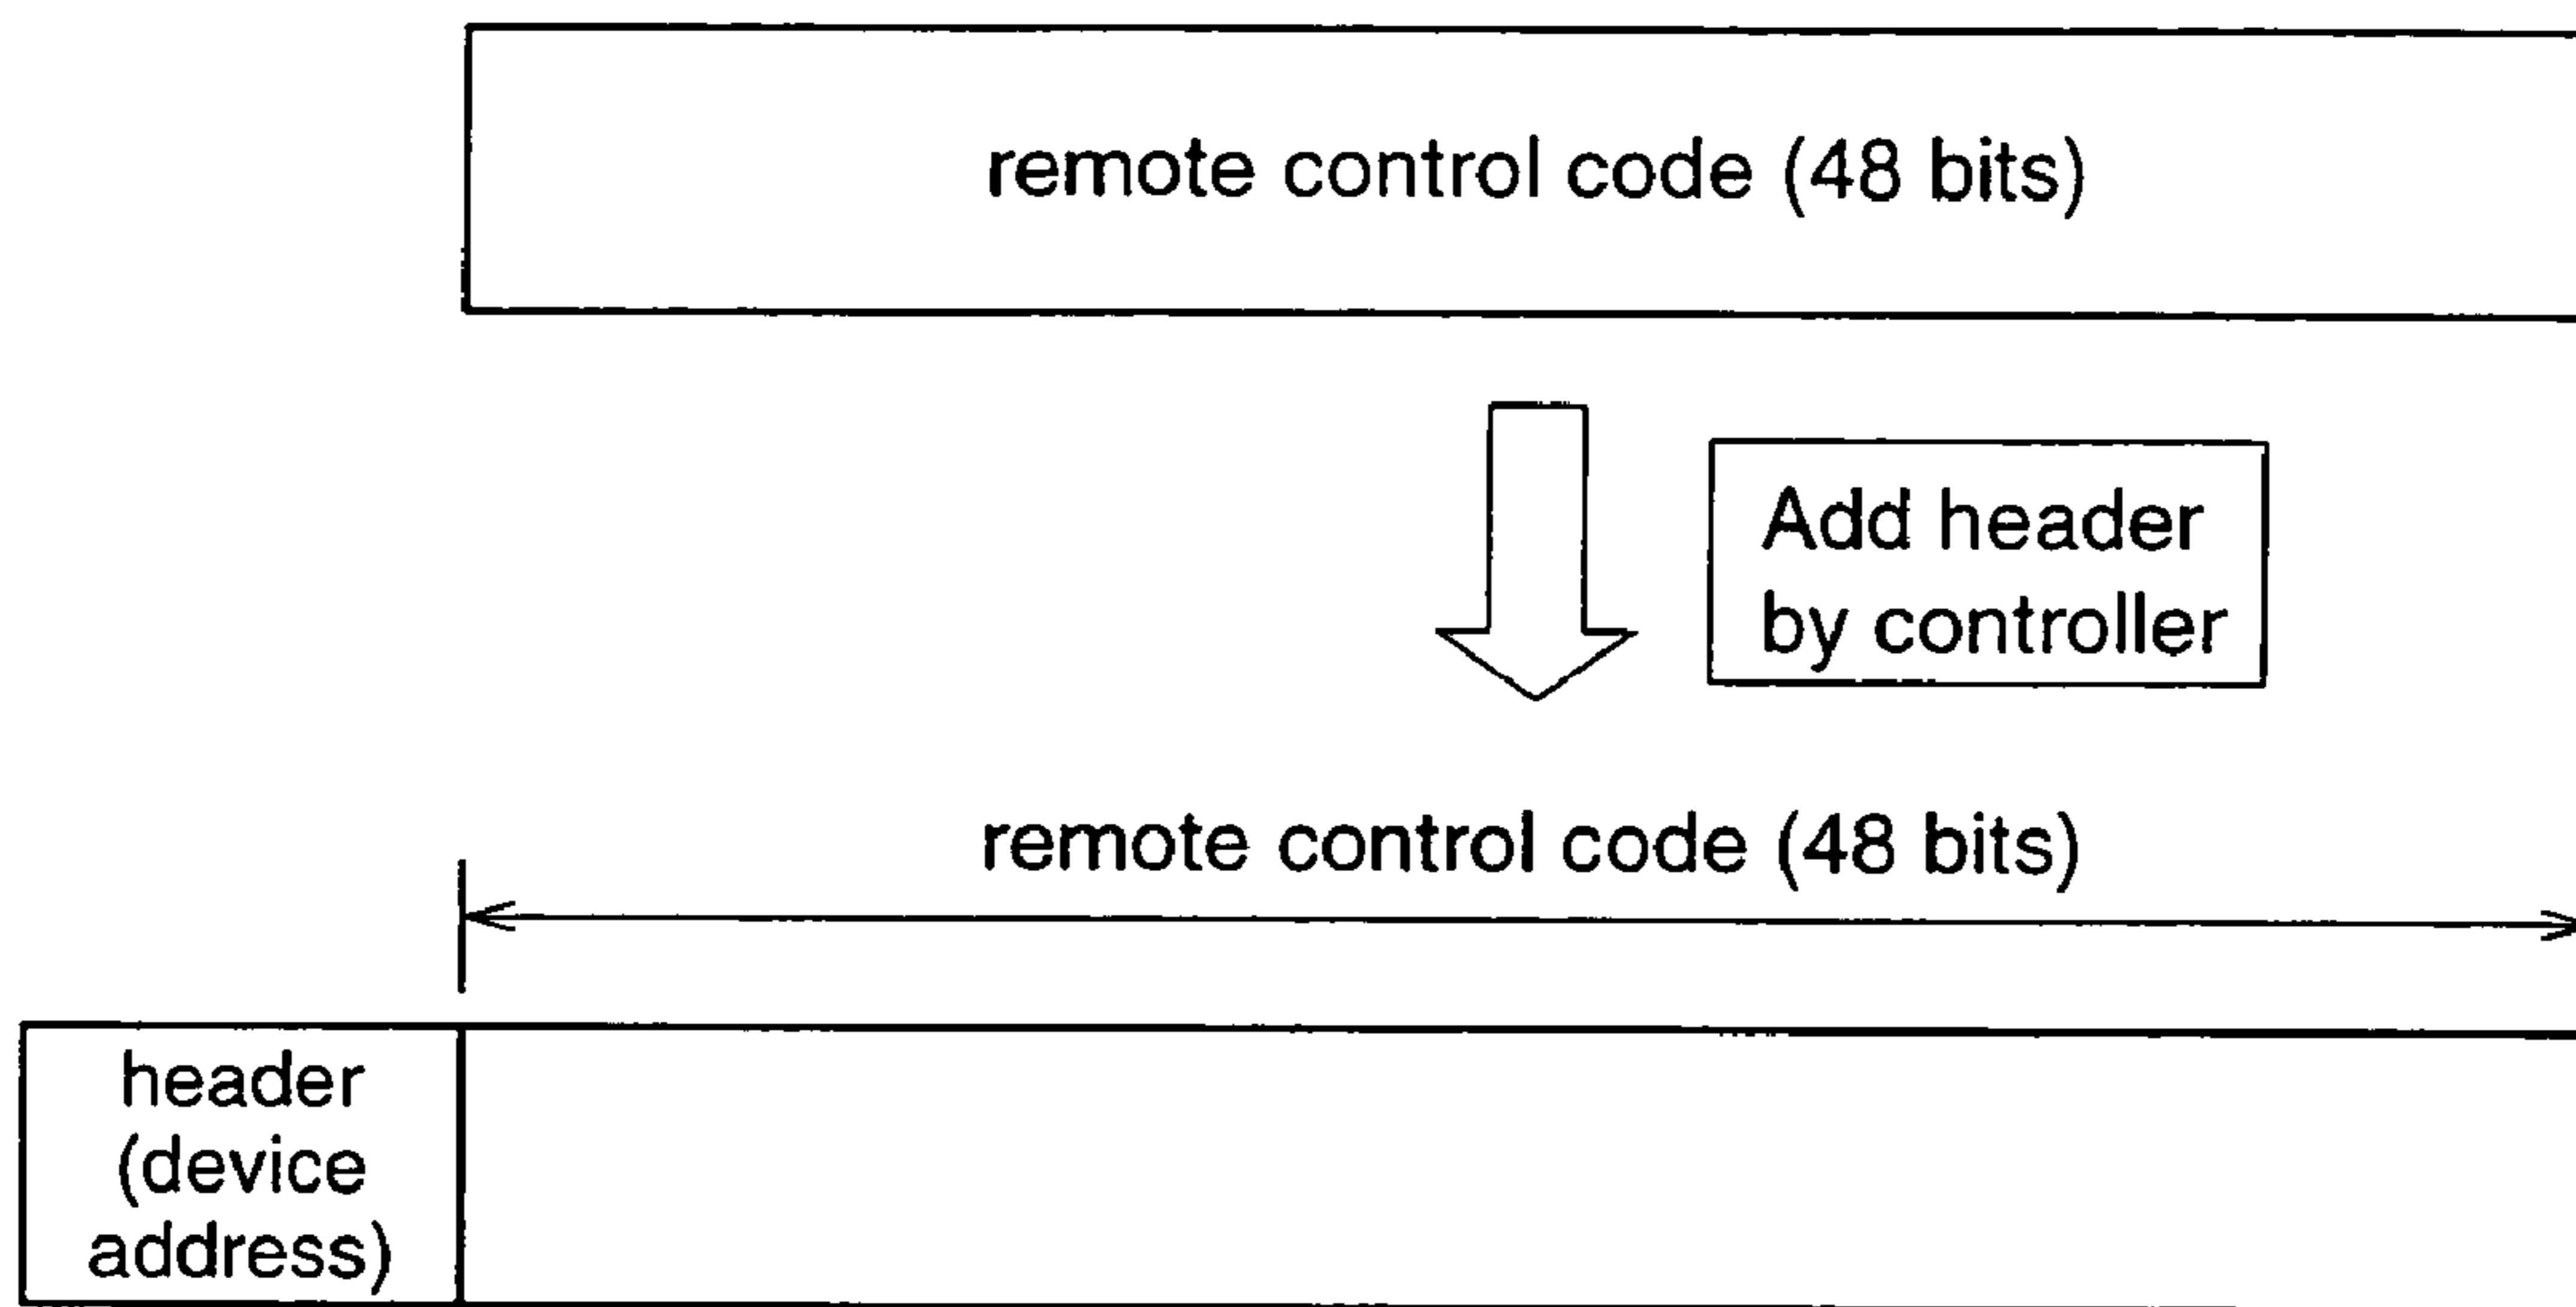 remote control code (48 bits)
Add header
by controller
remote control code (48 bits)
header
(device
address)